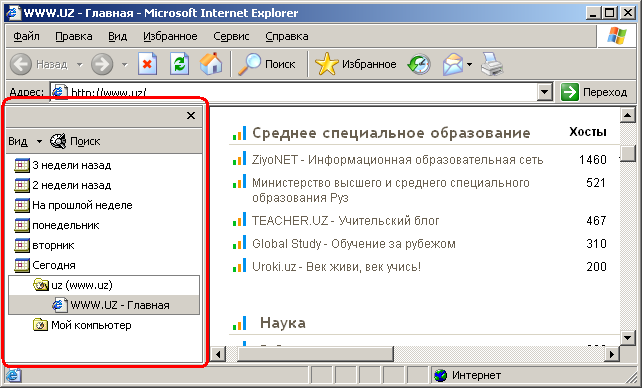 WWW.UZ - Главная - Microsoft Internet Explorer
Файл Правка Вид Избранное Сервис Справка
Назад Поиск Избранное
Адрес: http://www.uz/ Переход
Вид Поиск
3 недели назад
2 недели назад
На прошлой неделе
понедельник
вторник
Сегодня
uz (www.uz)
WWW.UZ - Главная
Мой компьютер
Среднее специальное образование Хосты
ZiyoNET - Информационная образовательная сеть 1460
Министерство высшего и среднего специального 521
образования Руз
TEACHER.UZ - Учительский блог 467
Global Study - Обучение за рубежом 310
Uroki.uz - Век живи, век учись! 200
Наука
Интернет